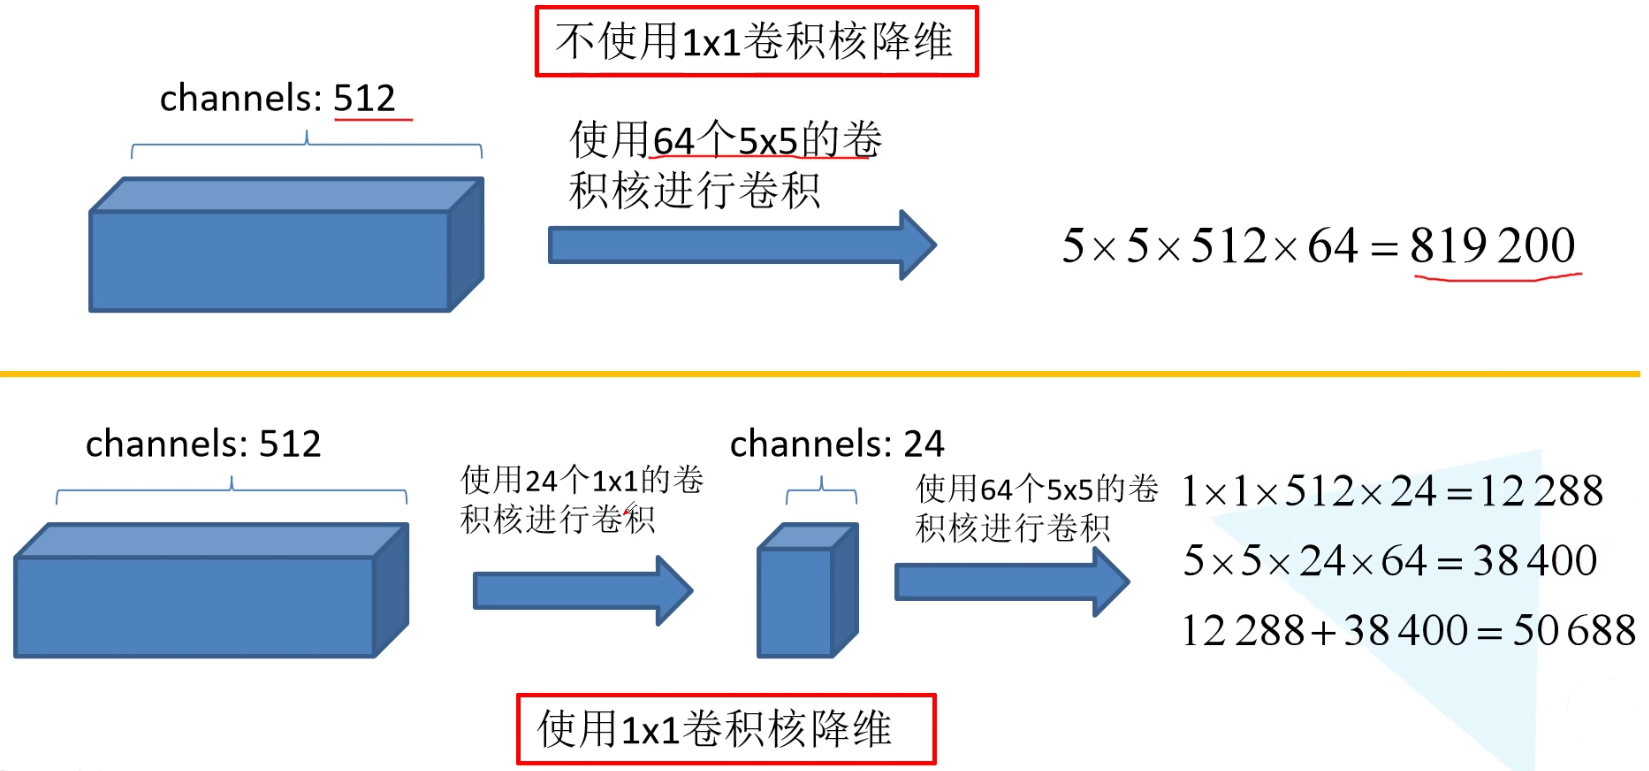 不使用1x1卷积核降维
channels: 512
使用64个5x5的卷
积核进行卷积
5×5×512×64=819 200
channels: 512
使用24个1x1的卷
积核进行卷积
channels: 24
使用64个5x5的卷
积核进行卷积
1×1×512×24=12 288
5×5×24×64=38 400
12 288+38 400=50 688
使用1x1卷积核降维